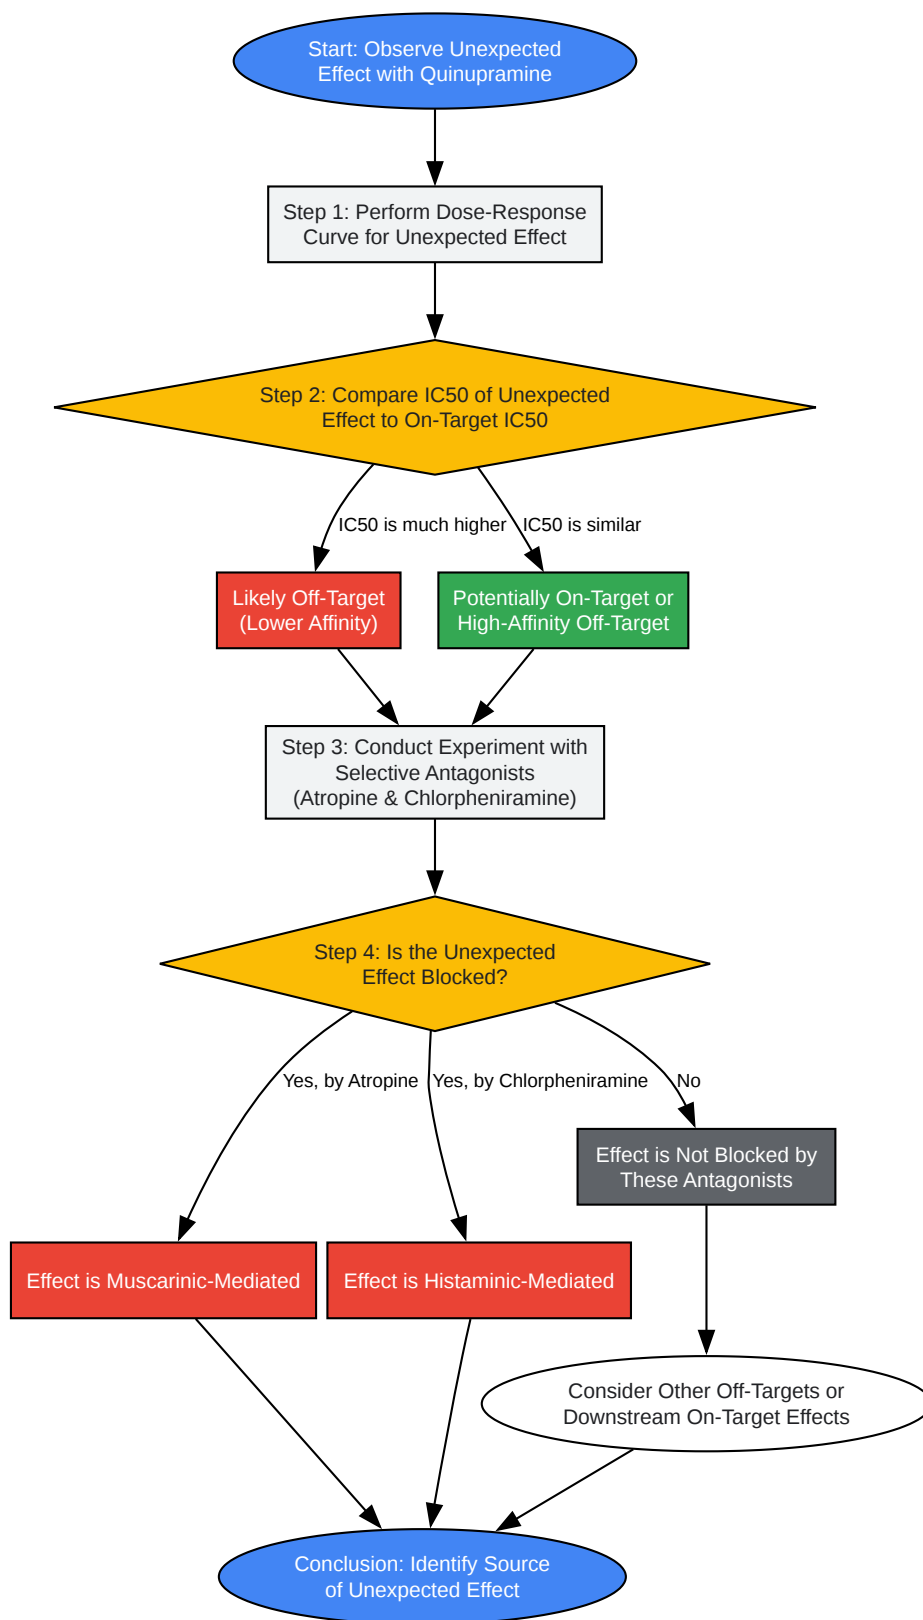 Start: Observe Unexpected
Effect with Quinupramine
Step 1: Perform Dose-Response
Curve for Unexpected Effect
Step 2: Compare IC50 of Unexpected
Effect to On-Target IC50
IC50 is much higher
IC50 is similar
Likely Off-Target
(Lower Affinity)
Potentially On-Target or
High-Affinity Off-Target
Step 3: Conduct Experiment with
Selective Antagonists
(Atropine & Chlorpheniramine)
Step 4: Is the Unexpected
Effect Blocked?
Yes, by Atropine
Yes, by Chlorpheniramine
No
Effect is Not Blocked by
These Antagonists
Effect is Muscarinic-Mediated
Effect is Histaminic-Mediated
Consider Other Off-Targets or
Downstream On-Target Effects
Conclusion: Identify Source
of Unexpected Effect